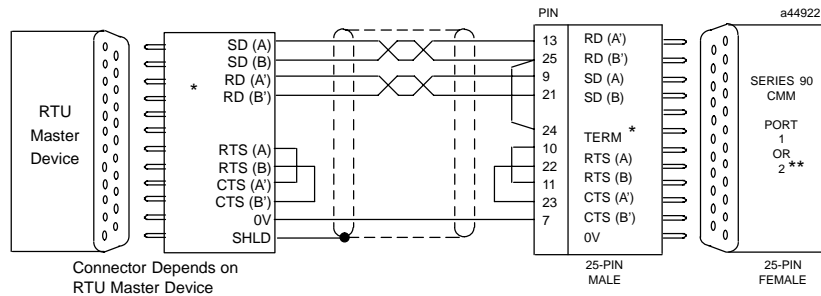 PIN
a44922
RTU
Master
Device
*
SD (A)
SD (B)
RD (A')
RD (B')
RTS (A)
RTS (B)
CTS (A')
CTS (B')
0V
SHLD
13
25
9
21
24
10
22
11
23
7
RD (A')
RD (B')
SD (A)
SD (B)
TERM *
RTS (A)
RTS (B)
CTS (A')
CTS (B')
0V
SERIES 90
CMM
PORT
1
OR
2 **
Connector Depends on
RTU Master Device
25-PIN
MALE
25-PIN
FEMALE